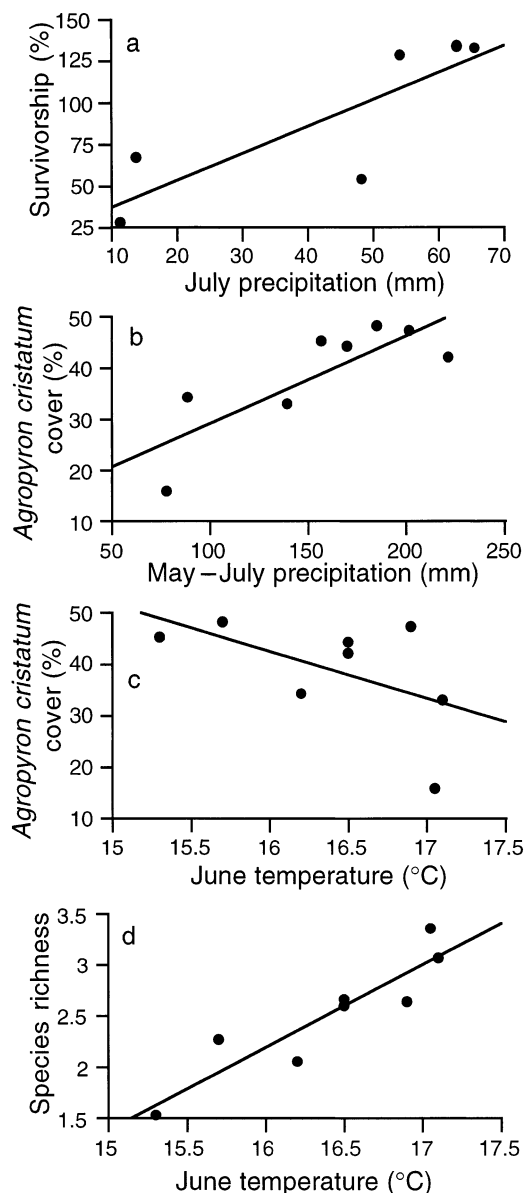 150
a
125
Survivorship (%)
100
75
50
25
10 20 30 40 50 60 70
July precipitation (mm)
50
b
40
Agropyron cristatum
cover (%)
30
20
10
50 100 150 200 250
May–July precipitation (mm)
50
40
Agropyron cristatum
cover (%)
c
30
20
10
15 15.5 16 16.5 17 17.5
June temperature (°C)
3.5
d
3
Species richness
2.5
2
1.5
15 15.5 16 16.5 17 17.5
June temperature (°C)